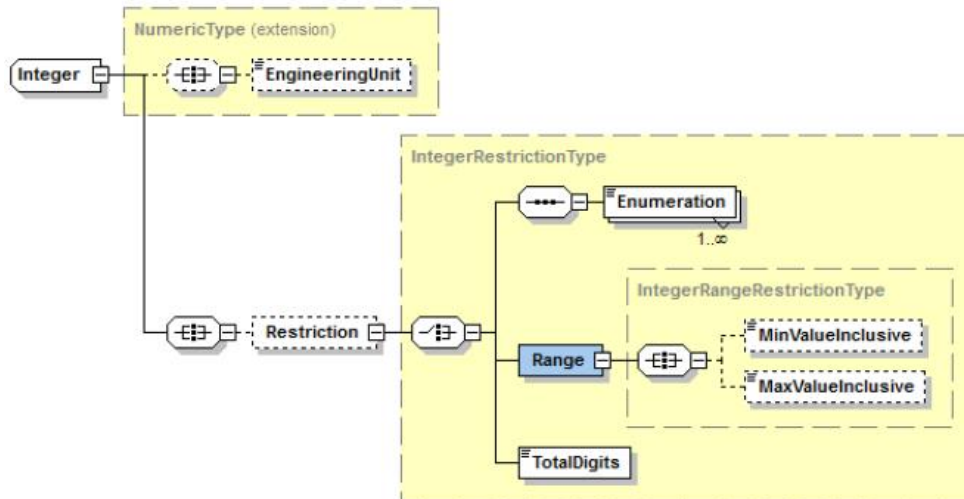 NumericType (extension)
Integer
EngineeringUnit
IntegerRestrictionType
Enumeration
1..∞
IntegerRangeRestrictionType
MinValueInclusive
Restriction
Range
MaxValueInclusive
TotalDigits